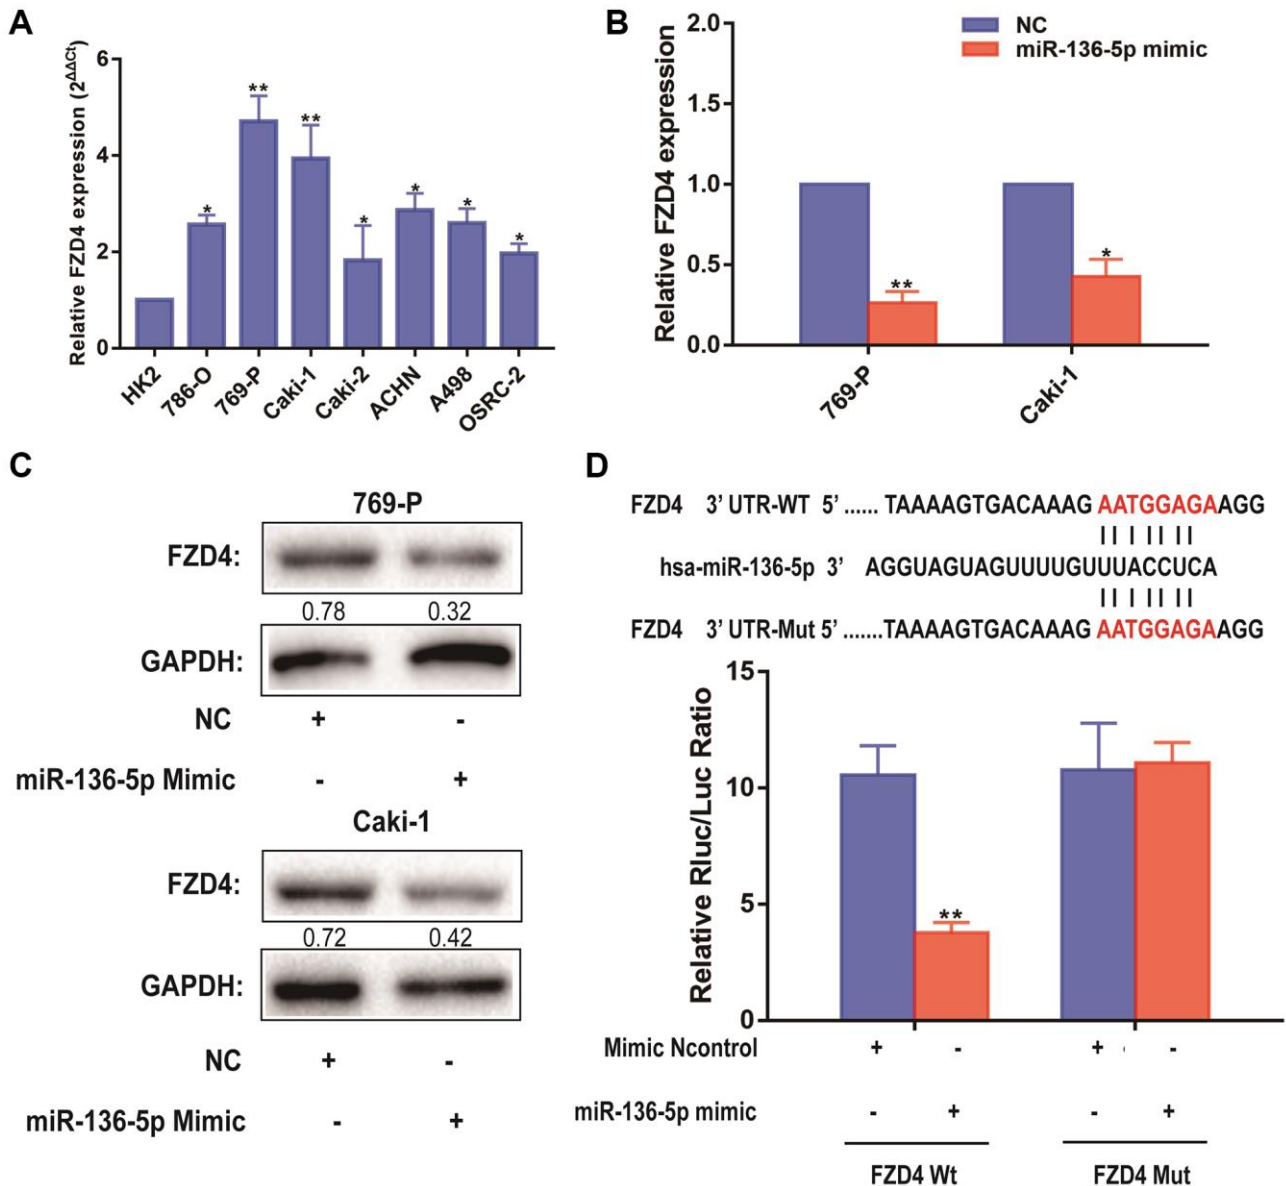 A
Relative FZD4 expression (2^ΔΔCt)
6
4
2
0
**
**
*
*
*
*
*
HK2
786-O
769-P
Caki-1
Caki-2
ACHN
A498
OSRC-2
B
NC
miR-136-5p mimic
Relative FZD4 expression
2.0
1.5
1.0
0.5
0.0
**
*
769-P
Caki-1
C
769-P
FZD4:
0.78 0.32
GAPDH:
NC + -
miR-136-5p Mimic - +
Caki-1
FZD4:
0.72 0.42
GAPDH:
NC + -
miR-136-5p Mimic - +
D
FZD4 3’ UTR-WT 5’ ...... TAAAAGTGACAAAG AATGGAGAAGG
hsa-miR-136-5p 3’ AGGUAGUAGUUUUGUUUACCUCA
FZD4 3’ UTR-Mut 5’ .......TAAAAGTGACAAAG AATGGAGAAGG
Relative Rluc/Luc Ratio
15
10
5
0
**
Mimic Ncontrol + - + -
miR-136-5p mimic - + - +
FZD4 Wt FZD4 Mut